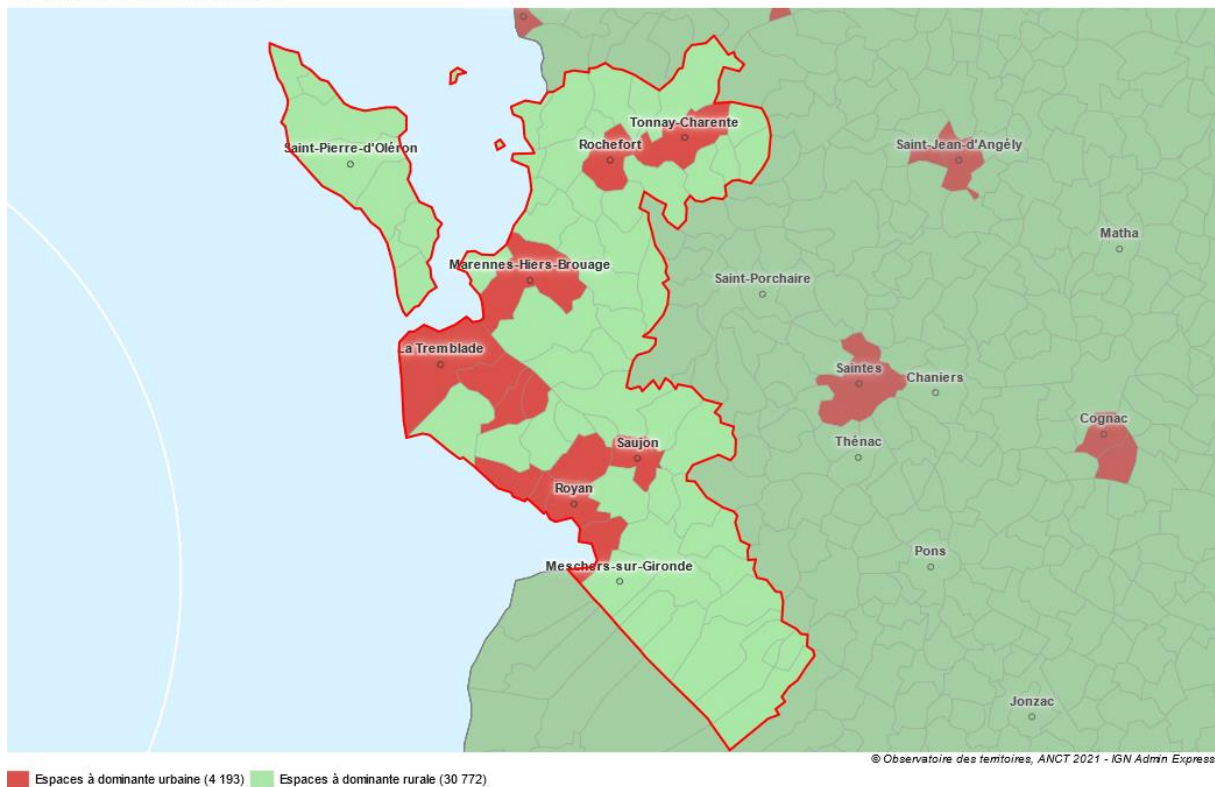 Tonnay-Charente
Rochefort
Saint-Jean-d'Angély
Saint-Pierre-d'Oléron
Matha
Marennes-Hiers-Brouage
Saint-Porchaire
La Tremblade
Saintes
Chaniers
Cognac
Saujon
Thénac
Royan
Pons
Meschers-sur-Gironde
Jonzac
© Observatoire des territoires, ANCT 2021 - IGN Admin Express
Espaces à dominante urbaine (4 193) Espaces à dominante rurale (30 772)